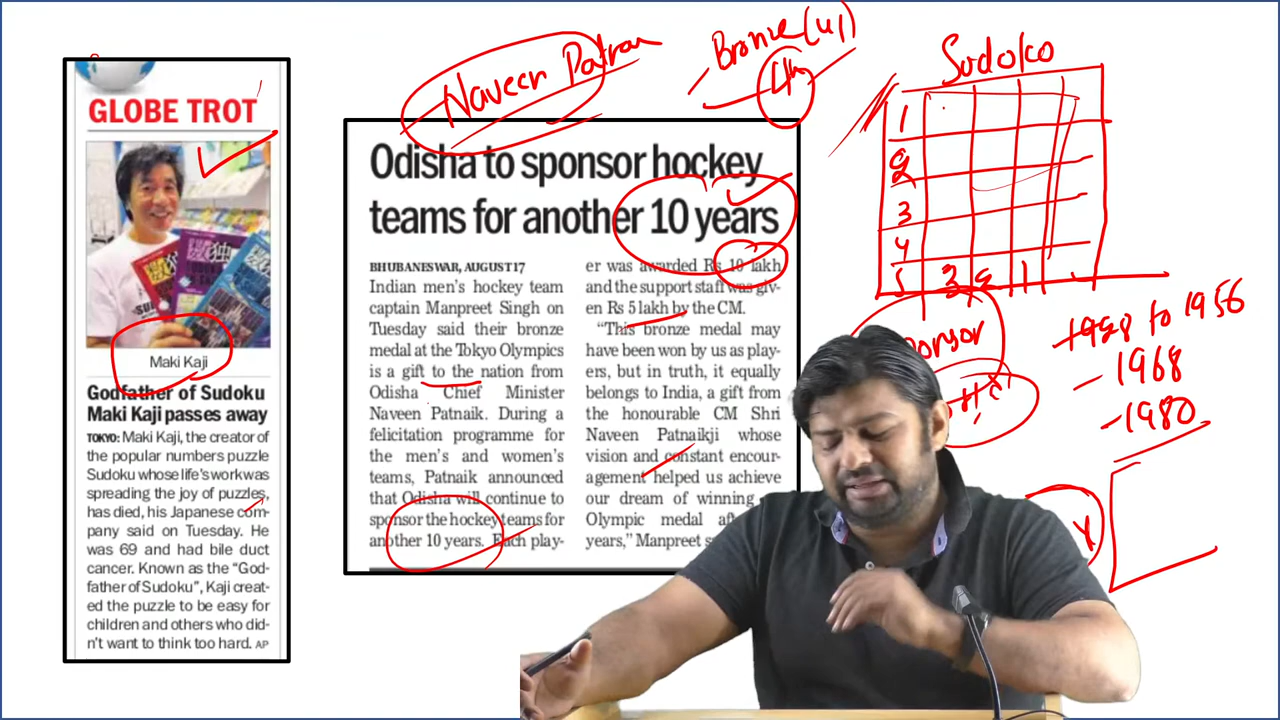 GLOBE TROT
Maki Kaji
Godfather of Sudoku
Maki Kaji passes away
TOKYO: Maki Kaji, the creator of
the popular numbers puzzle
Sudoku whose life's work was
spreading the joy of puzzles,
has died, his Japanese com-
pany said on Tuesday. He
was 69 and had bile duct
cancer. Known as the "God-
father of Sudoku", Kaji creat-
ed the puzzle to be easy for
children and others who did-
n't want to think too hard. AP
Naveen
Bronze (41)
Odisha to sponsor hockey
teams for another 10 years
BHUBANESWAR, AUGUST 17
Indian men's hockey team
captain Manpreet Singh on
Tuesday said their bronze
medal at the Tokyo Olympics
is a gift to the nation from
Odisha Chief Minister
Naveen Patnaik. During a
felicitation programme for
the men's and women's
teams, Patnaik announced
that Odisha will continue to
sponsor the hockey teams for
another 10 years. Each play-
er was awarded Rs 10 lakh
and the support staff was giv-
en Rs 5 lakh by the CM.
"This bronze medal may
have been won by us as play-
ers, but in truth, it equally
belongs to India, a gift from
the honourable CM Shri
Naveen Patnaikji whose
vision and constant encour-
agement helped us achieve
our dream of winning
Olympic medal
years," Manpreet
Sudoko
1
2
3
4
5 3 1
1928 to 1956
- 1968
- 1980